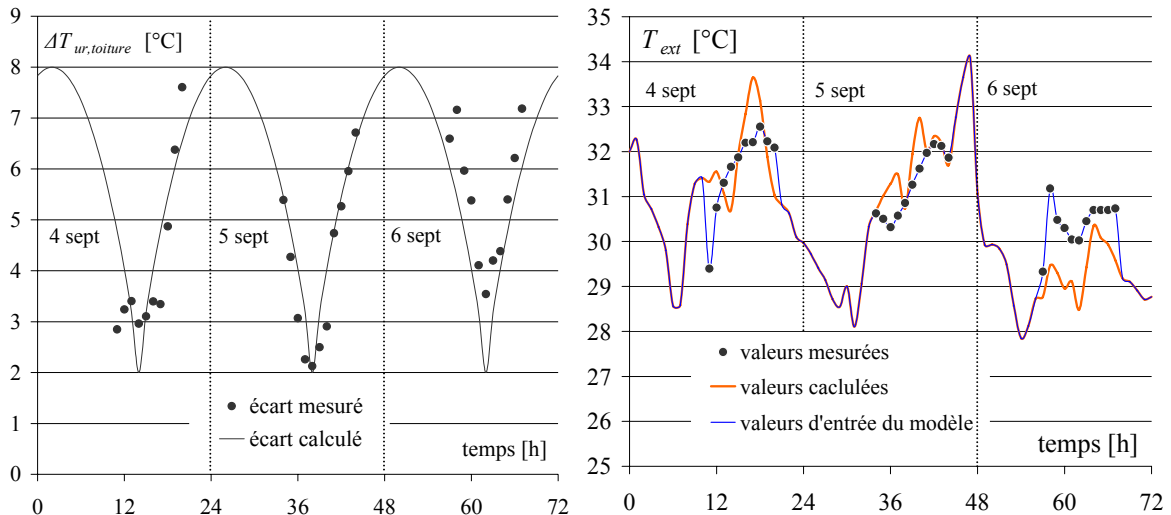 9
8
7
6
5
4
3
2
1
0
ΔT ur,toiture [°C]
4 sept
5 sept
6 sept
écart mesuré
écart calculé
temps [h]
0 12 24 36 48 60 72
35
34
33
32
31
30
29
28
27
26
25
T ext [°C]
4 sept
5 sept
6 sept
valeurs mesurées
valeurs caclulées
valeurs d'entrée du modèle
temps [h]
0 12 24 36 48 60 72